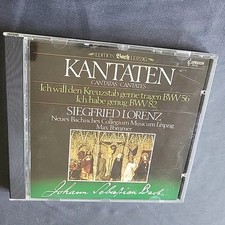 EDITION Bach LEIPZIG
KANTATEN
CANTATAS · CANTATES
Ich will den Kreuzstab gerne tragen BWV 56
Ich habe genug BWV 82
SIEGFRIED LORENZ
Neues Bachisches Collegium Musicum Leipzig
Max Pommer
Johann Sebastian Bach